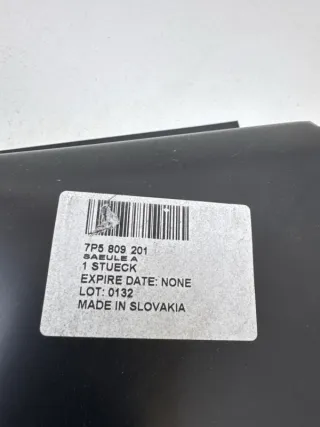 7P5 809 201
SAEULE A
1 STUECK
EXPIRE DATE: NONE
LOT: 0132
MADE IN SLOVAKIA